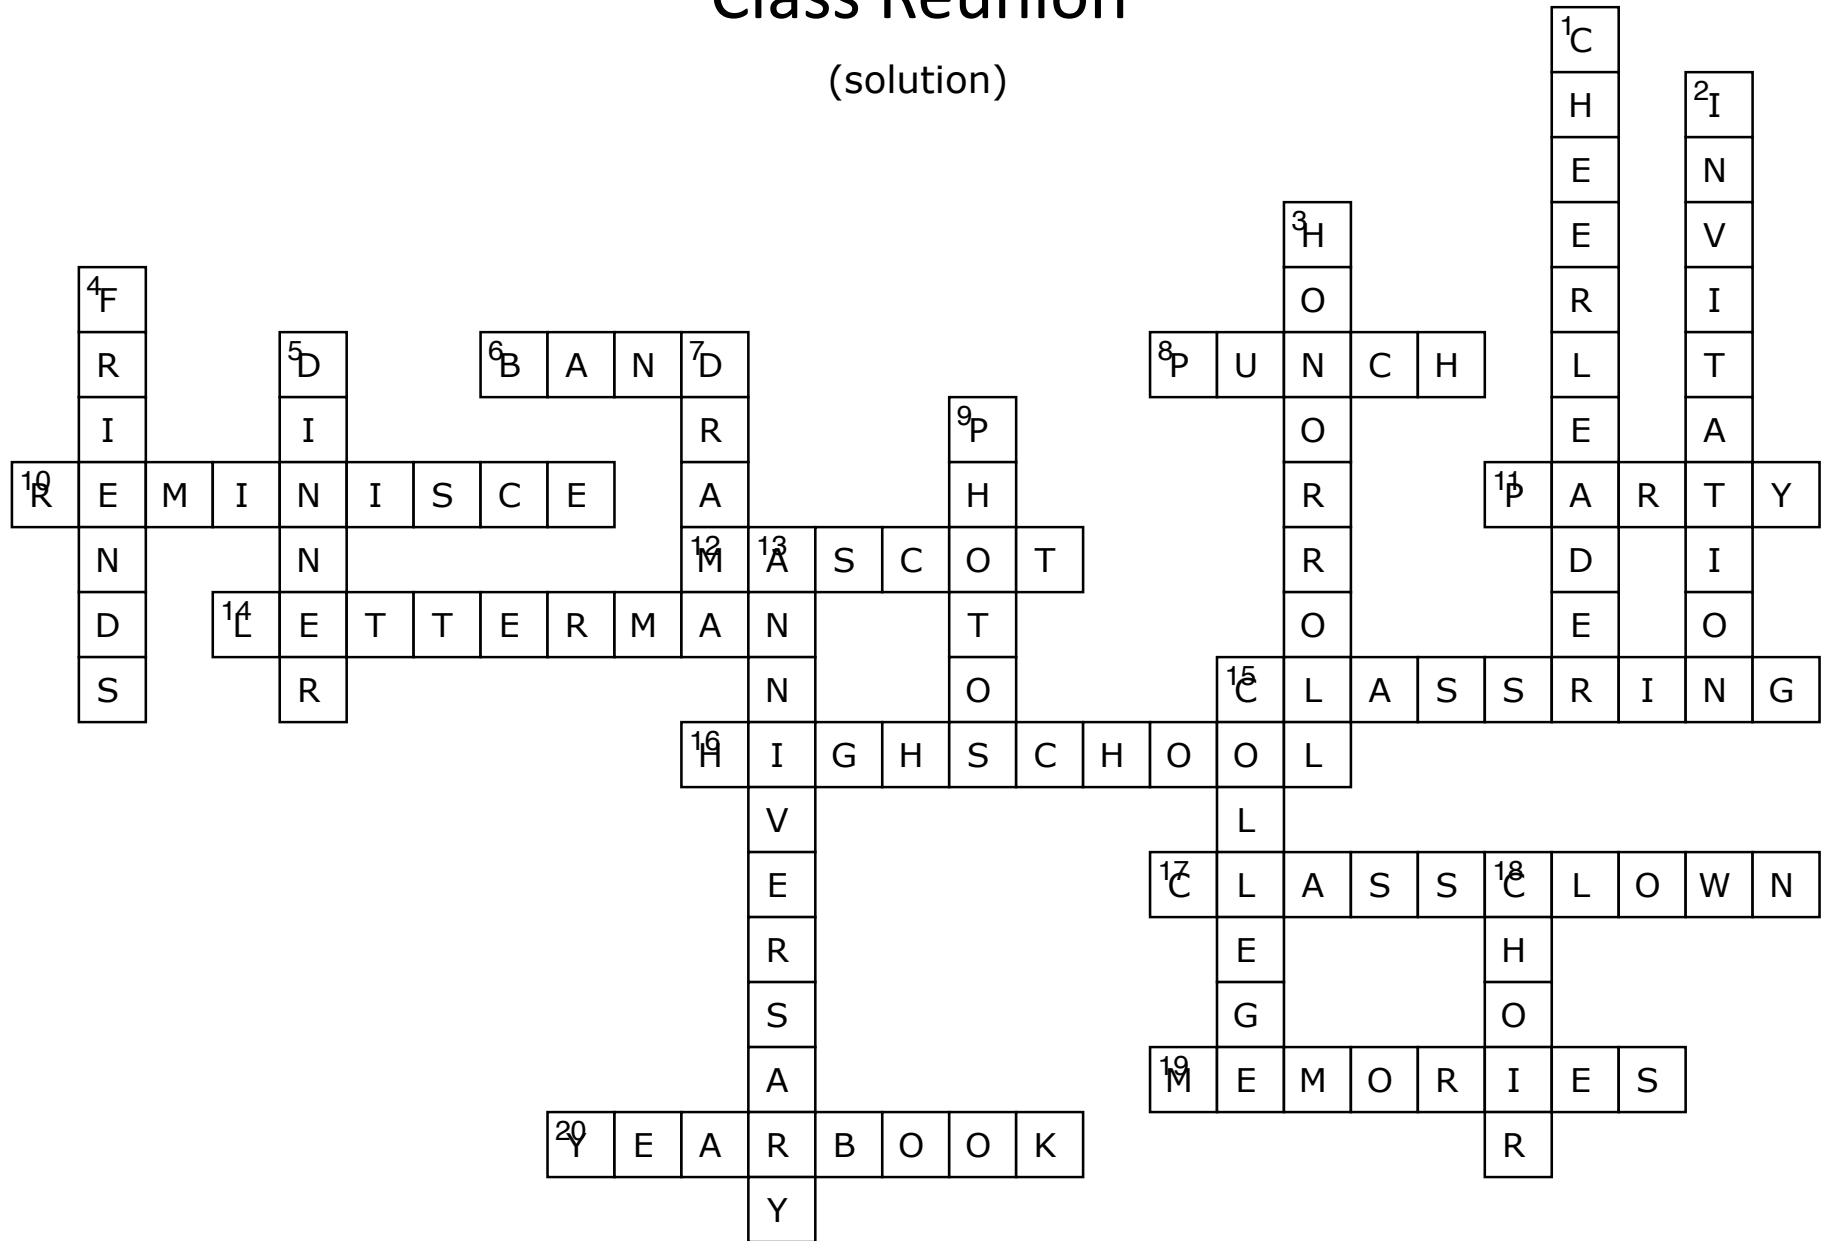 Class Reunion
1C
(solution)
H 2I
E N
3H E V
4F O R I
R 5D 6B A N 7D 8P U N C H L T
I I R 9P O E A
10R E M I N I S C E A H R 11P A R T Y
N N 12M 13A S C O T R D I
D 14L E T T E R M A N T O E O
S R N O 15C L A S S R I N G
16H I G H S C H O O L
V L
E 17C L A S S 18C L O W N
R E H
S G O
A 19M E M O R I E S
20Y E A R B O O K R
Y